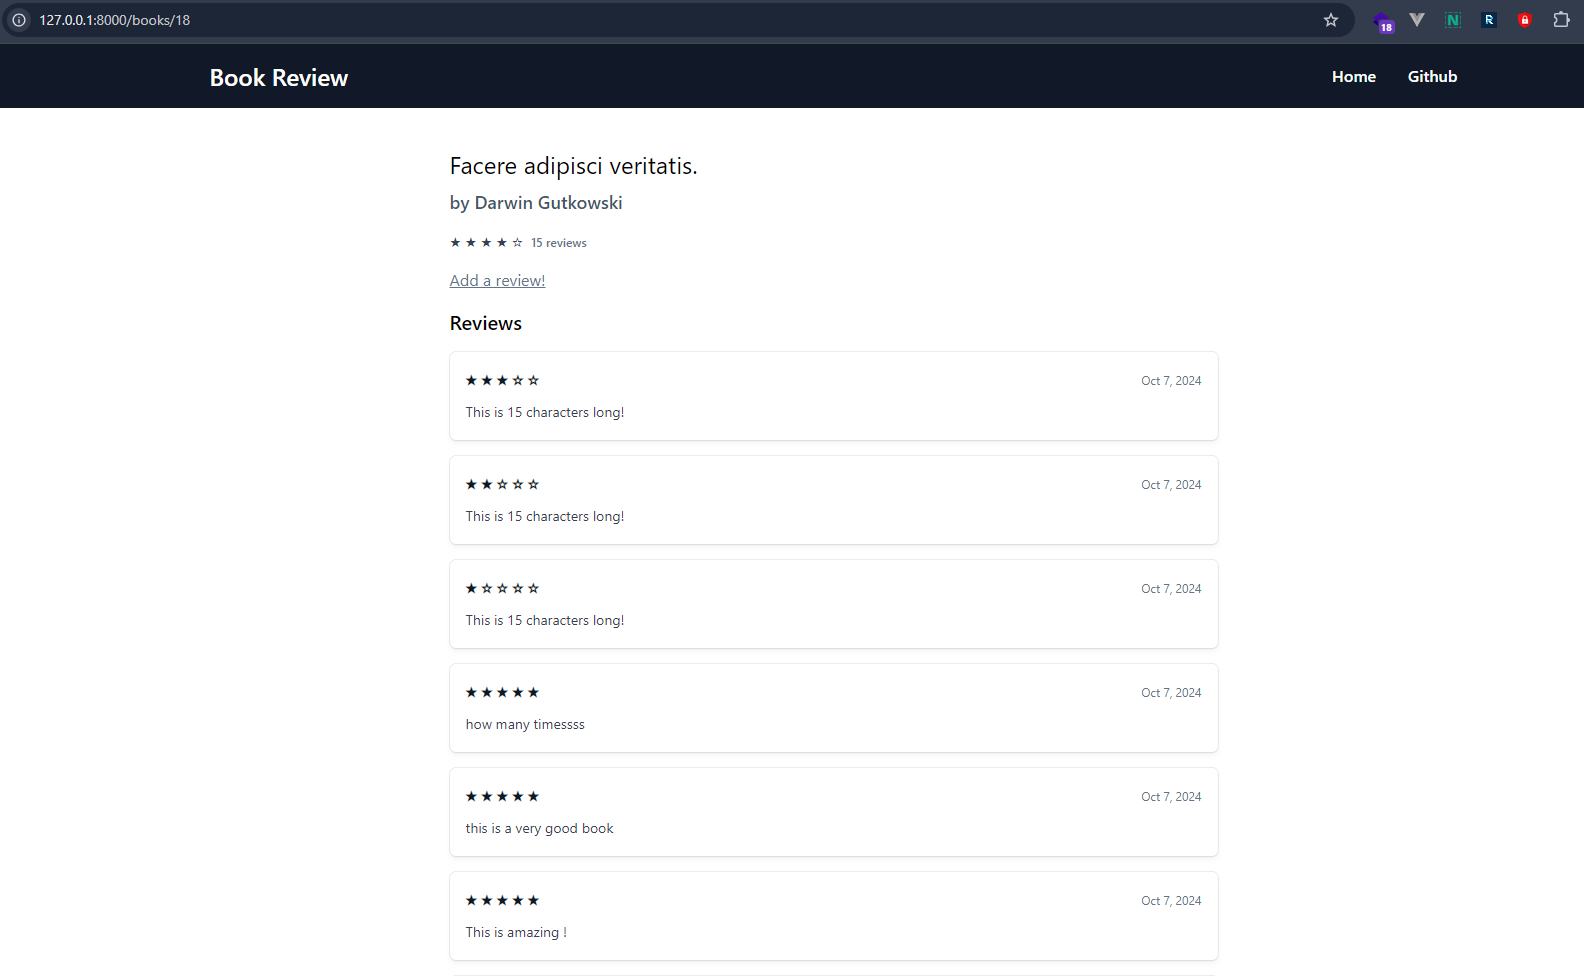 127.0.0.1:8000/books/18
18
N
R
Book Review
Home
Github
Facere adipisci veritatis.
by Darwin Gutkowski
★ ★ ★ ★ ☆ 15 reviews
Add a review!
Reviews
★ ★ ★ ☆ ☆ Oct 7, 2024
This is 15 characters long!
★ ★ ☆ ☆ ☆ Oct 7, 2024
This is 15 characters long!
★ ☆ ☆ ☆ ☆ Oct 7, 2024
This is 15 characters long!
★ ★ ★ ★ ★ Oct 7, 2024
how many timessss
★ ★ ★ ★ ★ Oct 7, 2024
this is a very good book
★ ★ ★ ★ ★ Oct 7, 2024
This is amazing !